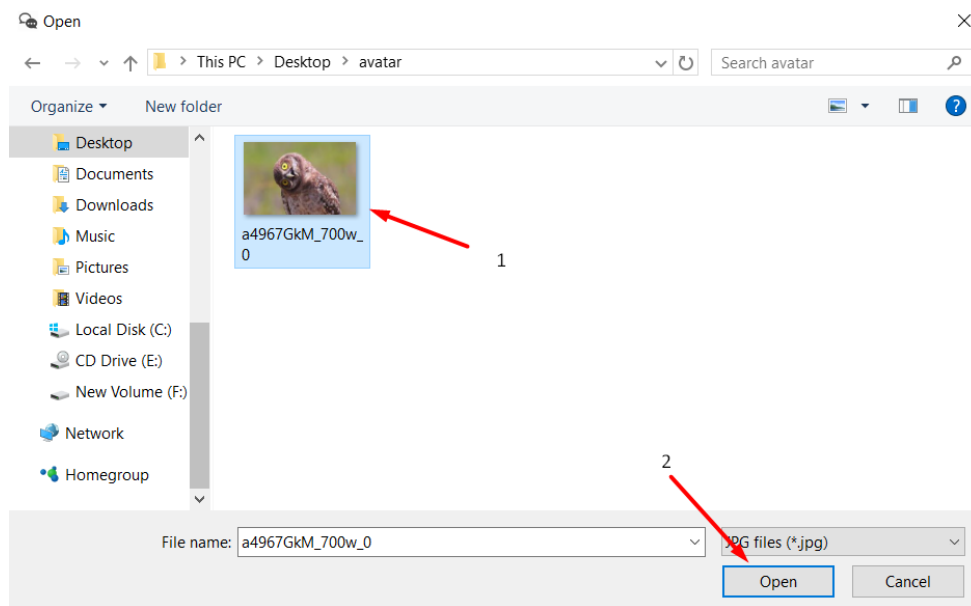 Open
This PC > Desktop > avatar
Search avatar
Organize
New folder
Desktop
Documents
Downloads
Music
Pictures
Videos
Local Disk (C:)
CD Drive (E:)
New Volume (F:)
Network
Homegroup
a4967GkM_700w_
0
1
2
File name: a4967GkM_700w_0
JPG files (*.jpg)
Open
Cancel